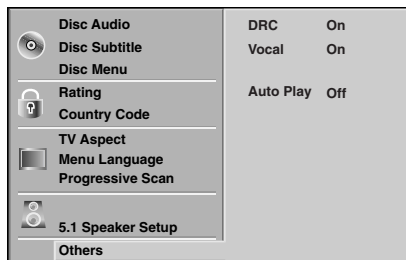 Disc Audio
Disc Subtitle
Disc Menu
Rating
Country Code
TV Aspect
Menu Language
Progressive Scan
5.1 Speaker Setup
Others
DRC On
Vocal On
Auto Play Off